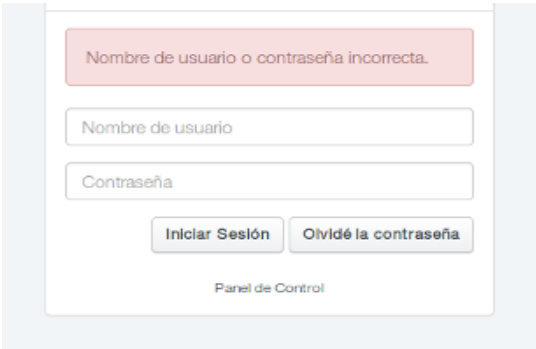 Nombre de usuario o contraseña incorrecta.
Nombre de usuario
Contraseña
Iniciar Sesión Olvidé la contraseña
Panel de Control